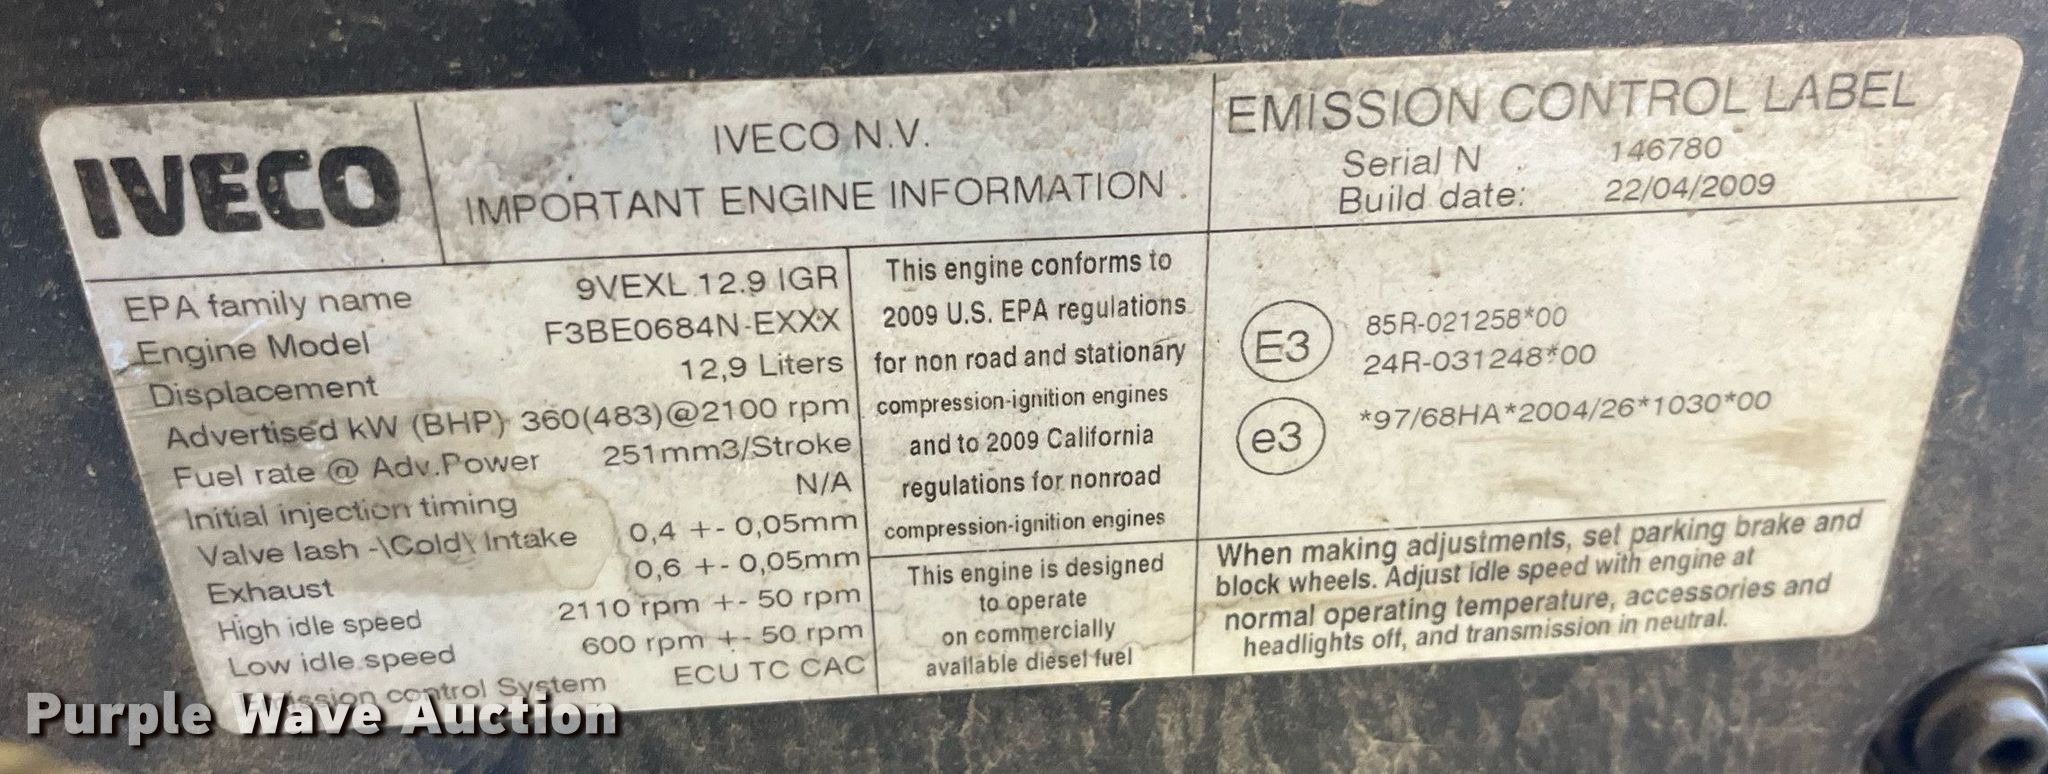 IVECO
IVECO N.V.
IMPORTANT ENGINE INFORMATION
EMISSION CONTROL LABEL
Serial N 146780
Build date: 22/04/2009
EPA family name 9VEXL 12.9 IGR
Engine Model F3BE0684N-EXXX
Displacement 12,9 Liters
Advertised kW (BHP) 360(483)@2100 rpm
Fuel rate @ Adv.Power 251mm3/Stroke
Initial injection timing N/A
Valve lash -\Cold\ Intake 0,4 +- 0,05mm
Exhaust 0,6 +- 0,05mm
High idle speed 2110 rpm +- 50 rpm
Low idle speed 600 rpm +- 50 rpm
Emission control System ECU TC CAC
This engine conforms to
2009 U.S. EPA regulations
for non road and stationary
compression-ignition engines
and to 2009 California
regulations for nonroad
compression-ignition engines
This engine is designed
to operate
on commercially
available diesel fuel
E3
85R-021258*00
24R-031248*00
e3
*97/68HA*2004/26*1030*00
When making adjustments, set parking brake and
block wheels. Adjust idle speed with engine at
normal operating temperature, accessories and
headlights off, and transmission in neutral.
Purple Wave Auction